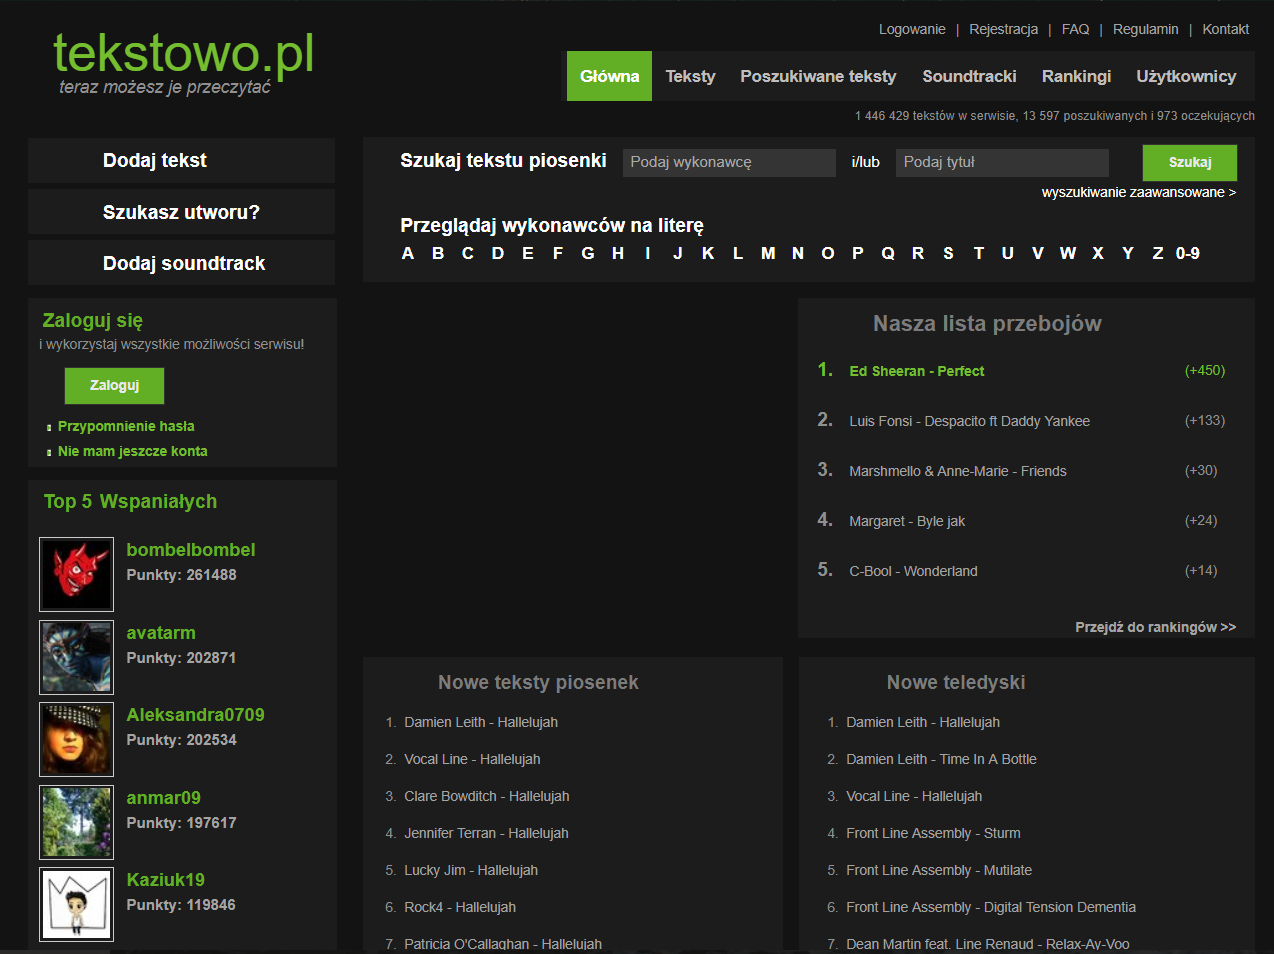 tekstowo.pl
teraz możesz je przeczytać
Logowanie | Rejestracja | FAQ | Regulamin | Kontakt
Główna Teksty Poszukiwane teksty Soundtracki Rankingi Użytkownicy
1 446 429 tekstów w serwisie, 13 597 poszukiwanych i 973 oczekujących
Dodaj tekst
Szukasz utworu?
Dodaj soundtrack
Szukaj tekstu piosenki Podaj wykonawcę i/lub Podaj tytuł Szukaj
wyszukiwanie zaawansowane >
Przeglądaj wykonawców na literę
A B C D E F G H I J K L M N O P Q R S T U V W X Y Z 0-9
Zaloguj się
i wykorzystaj wszystkie możliwości serwisu!
Zaloguj
Przypomnienie hasła
Nie mam jeszcze konta
Top 5 Wspaniałych
bombelbombel
Punkty: 261488
avatarm
Punkty: 202871
Aleksandra0709
Punkty: 202534
anmar09
Punkty: 197617
Kaziuk19
Punkty: 119846
Nasza lista przebojów
1. Ed Sheeran - Perfect (+450)
2. Luis Fonsi - Despacito ft Daddy Yankee (+133)
3. Marshmello & Anne-Marie - Friends (+30)
4. Margaret - Byle jak (+24)
5. C-Bool - Wonderland (+14)
Przejdź do rankingów >>
Nowe teksty piosenek
1. Damien Leith - Hallelujah
2. Vocal Line - Hallelujah
3. Clare Bowditch - Hallelujah
4. Jennifer Terran - Hallelujah
5. Lucky Jim - Hallelujah
6. Rock4 - Hallelujah
7. Patricia O'Callaghan - Hallelujah
Nowe teledyski
1. Damien Leith - Hallelujah
2. Damien Leith - Time In A Bottle
3. Vocal Line - Hallelujah
4. Front Line Assembly - Sturm
5. Front Line Assembly - Mutilate
6. Front Line Assembly - Digital Tension Dementia
7. Dean Martin feat. Line Renaud - Relax-Ay-Voo